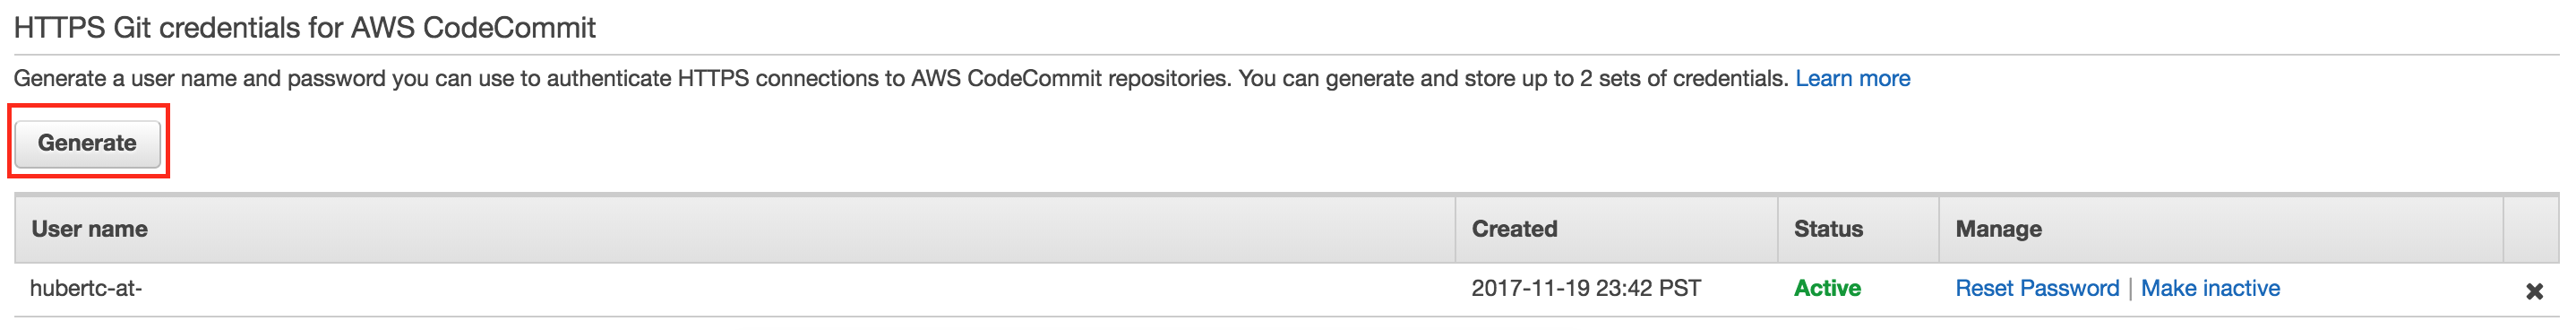 HTTPS Git credentials for AWS CodeCommit
Generate a user name and password you can use to authenticate HTTPS connections to AWS CodeCommit repositories. You can generate and store up to 2 sets of credentials. Learn more
Generate
User name Created Status Manage
hubertc-at- 2017-11-19 23:42 PST Active Reset Password | Make inactive ✖